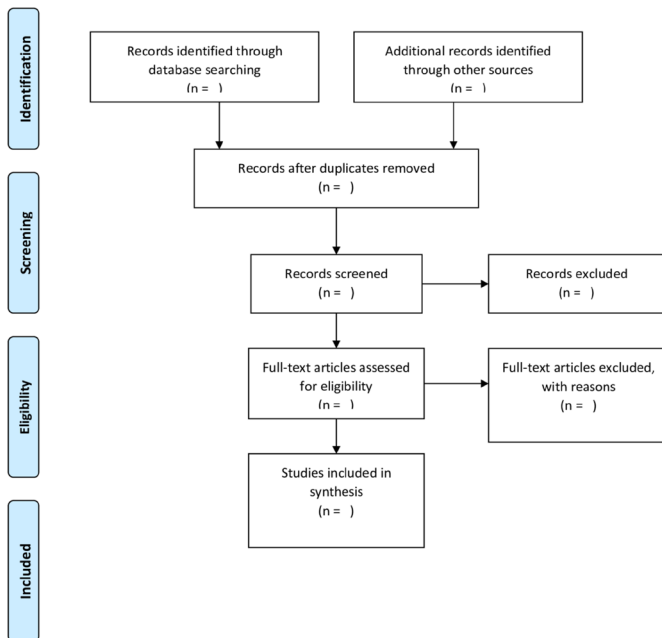 Identification
Records identified through
database searching
(n = )
Additional records identified
through other sources
(n = )
Records after duplicates removed
(n = )
Screening
Records screened
(n = )
Records excluded
(n = )
Eligibility
Full-text articles assessed
for eligibility
(n = )
Full-text articles excluded,
with reasons
(n = )
Studies included in
synthesis
(n = )
Included